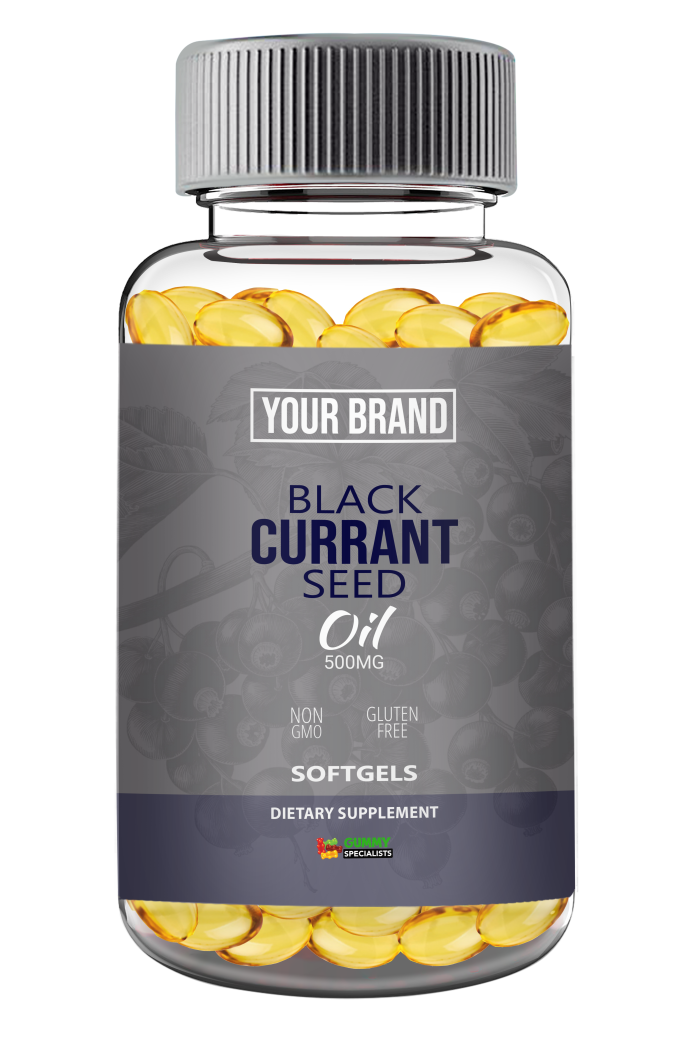 YOUR BRAND
BLACK
CURRANT
SEED
Oil
500MG
NON
GMO
GLUTEN
FREE
SOFTGELS
DIETARY SUPPLEMENT
GUMMY
SPECIALISTS